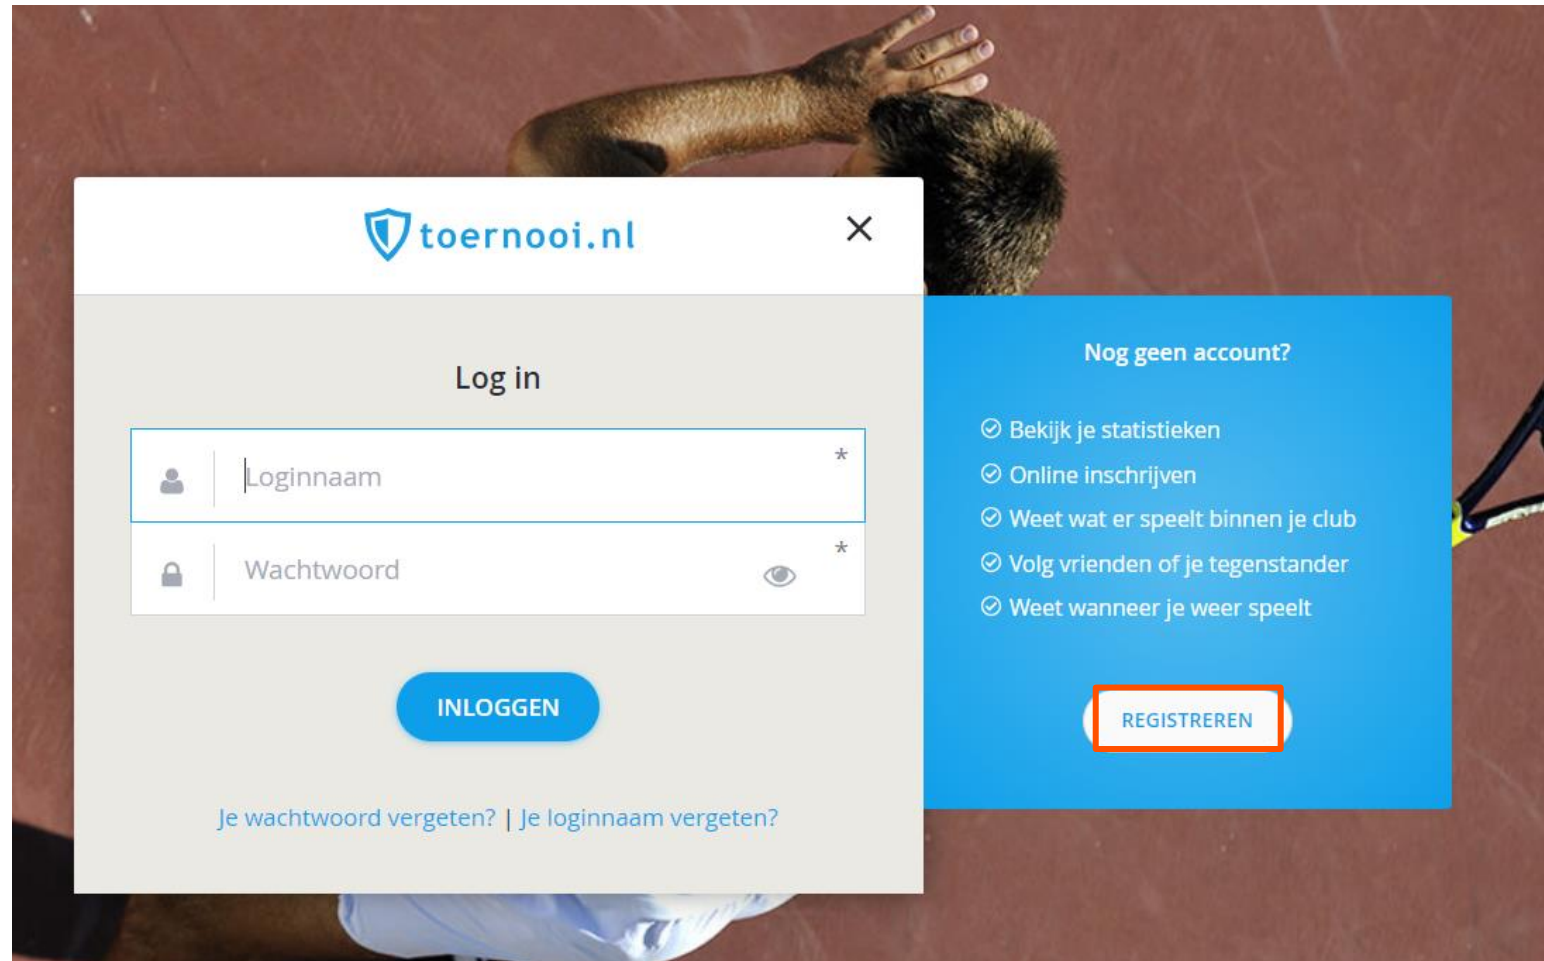 toernooi.nl
Log in
Loginnaam *
Wachtwoord *
INLOGGEN
Je wachtwoord vergeten? | Je loginnaam vergeten?
Nog geen account?
Bekijk je statistieken
Online inschrijven
Weet wat er speelt binnen je club
Volg vrienden of je tegenstander
Weet wanneer je weer speelt
REGISTREREN